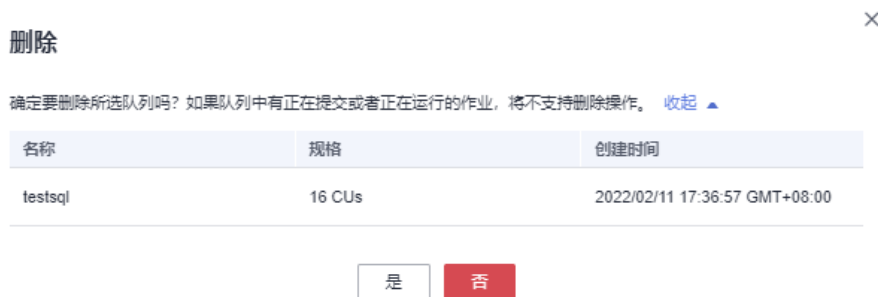 删除
确定要删除所选队列吗？如果队列中有正在提交或者正在运行的作业，将不支持删除操作。 收起
名称 规格 创建时间
testsql 16 CUs 2022/02/11 17:36:57 GMT+08:00
是 否